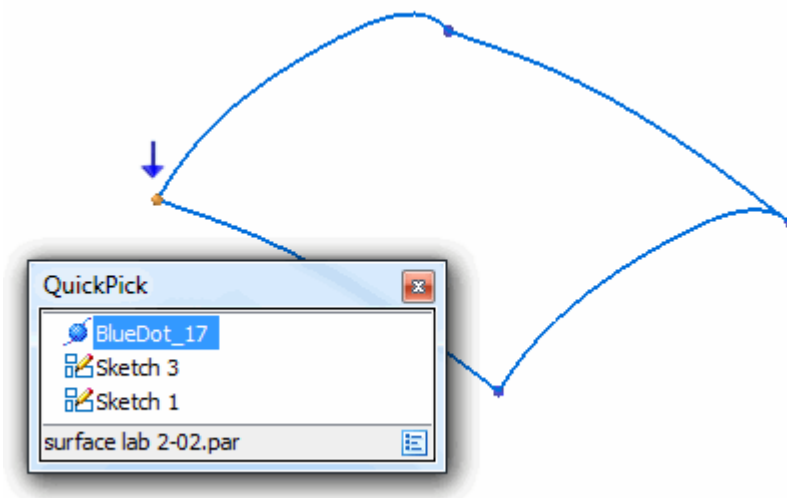 QuickPick
BlueDot_17
Sketch 3
Sketch 1
surface lab 2-02.par